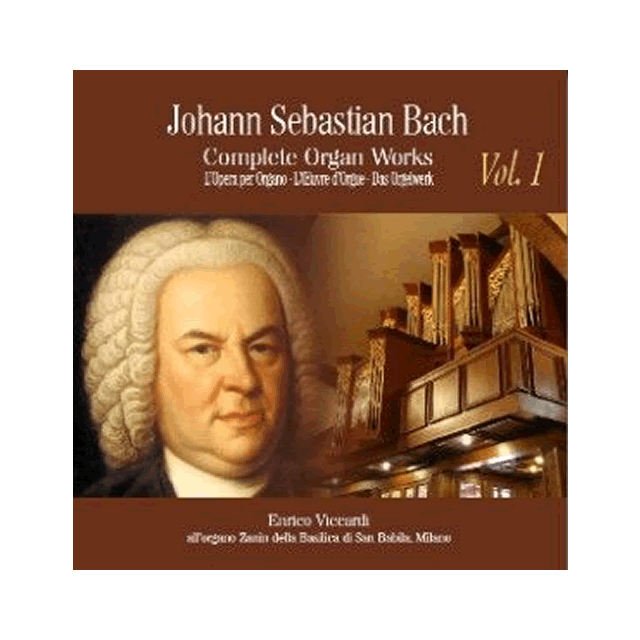 Johann Sebastian Bach
Complete Organ Works
L'Opera per Organo - L'Œuvre d'Orgue - Das Orgelwerk
Vol. 1
Enrico Viccardi
all'organo Zanin della Basilica di San Babila, Milano